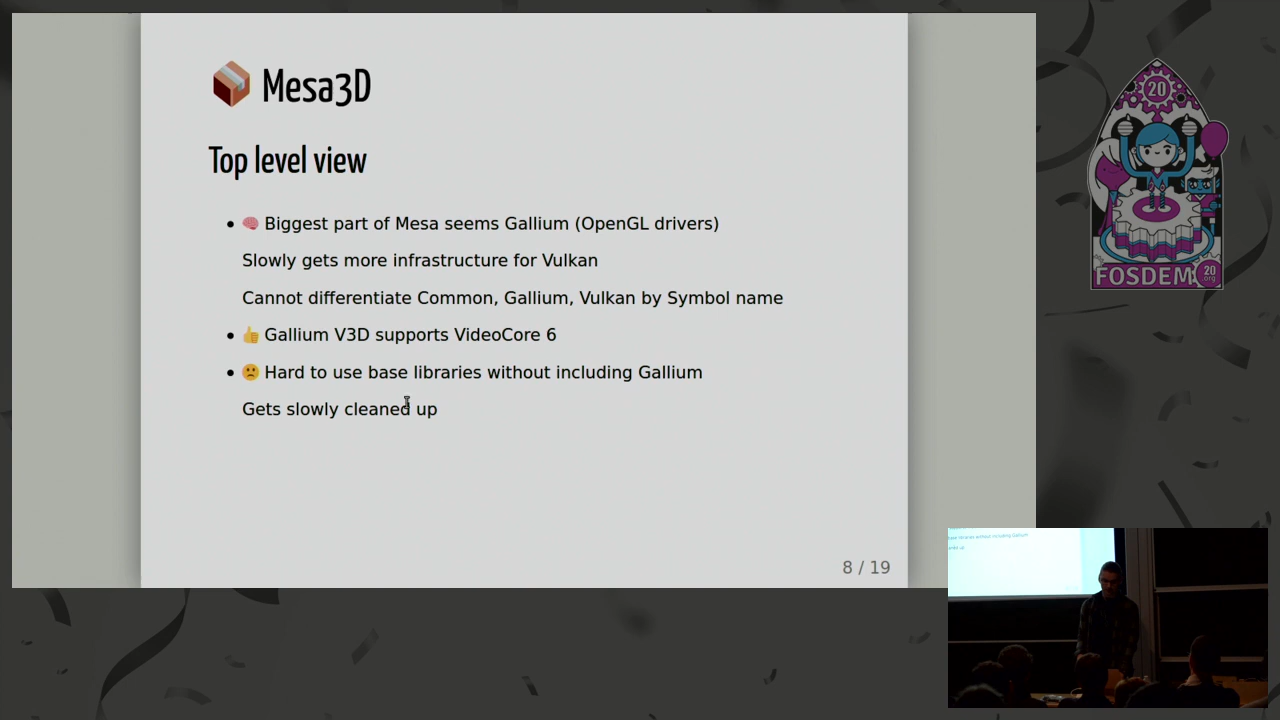 📦 Mesa3D
Top level view
• 🧠 Biggest part of Mesa seems Gallium (OpenGL drivers)
Slowly gets more infrastructure for Vulkan
Cannot differentiate Common, Gallium, Vulkan by Symbol name
• 👍 Gallium V3D supports VideoCore 6
• 🙁 Hard to use base libraries without including Gallium
Gets slowly cleaned up
8 / 19
20
FOSDEM
20
org